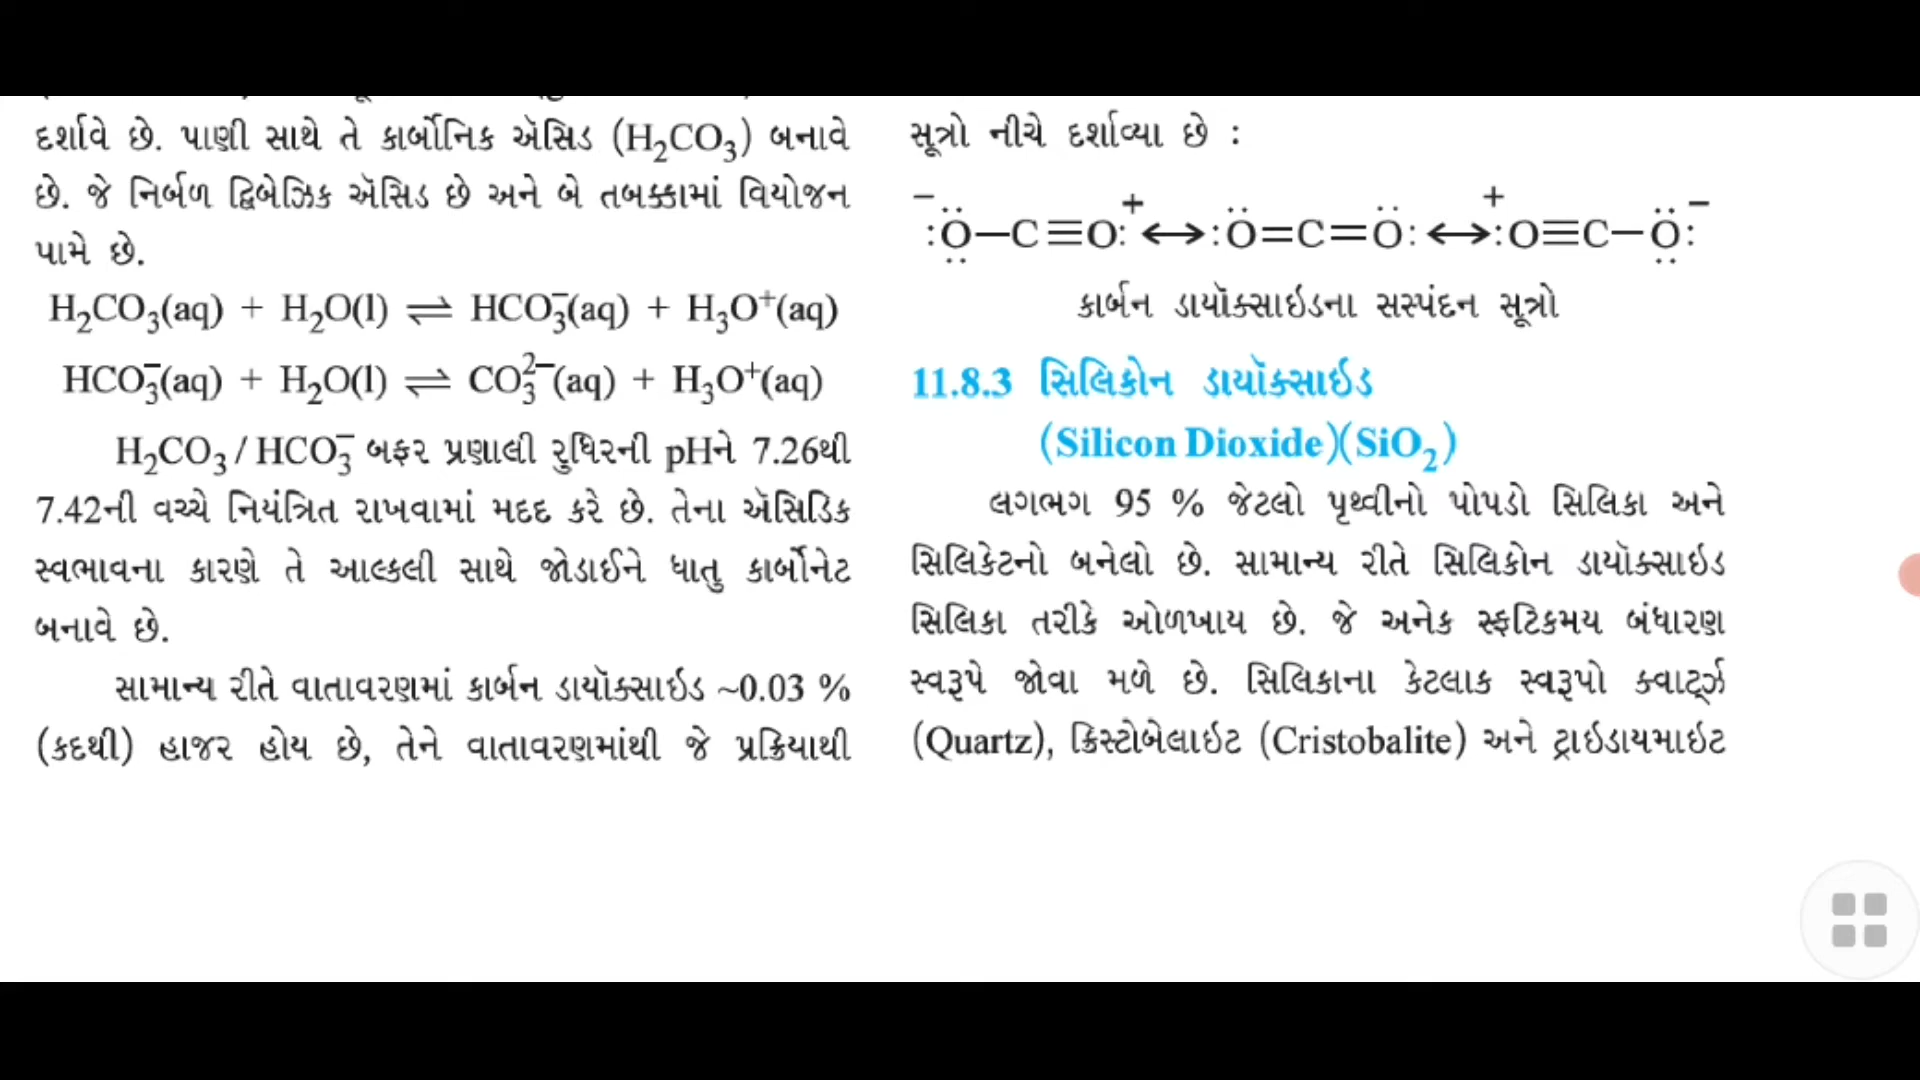 દર્શાવે છે. પાણી સાથે તે કાર્બોનિક ઍસિડ (H₂CO₃) બનાવે
છે. જે નિર્બળ દ્વિબેઝિક ઍસિડ છે અને બે તબક્કામાં વિયોજન
પામે છે.
H₂CO₃(aq) + H₂O(l) ⇌ HCO₃⁻(aq) + H₃O⁺(aq)
HCO₃⁻(aq) + H₂O(l) ⇌ CO₃²⁻(aq) + H₃O⁺(aq)
H₂CO₃ / HCO₃⁻ બફર પ્રણાલી રુધિરની pHને 7.26થી
7.42ની વચ્ચે નિયંત્રિત રાખવામાં મદદ કરે છે. તેના ઍસિડિક
સ્વભાવના કારણે તે આલ્કલી સાથે જોડાઈને ધાતુ કાર્બોનેટ
બનાવે છે.
સામાન્ય રીતે વાતાવરણમાં કાર્બન ડાયૉક્સાઇડ ~0.03 %
(કદથી) હાજર હોય છે, તેને વાતાવરણમાંથી જે પ્રક્રિયાથી
સૂત્રો નીચે દર્શાવ્યા છે :
⁻:Ö—C≡O:⁺ ↔ :Ö=C=Ö: ↔ ⁺:O≡C—Ö:⁻
કાર્બન ડાયૉક્સાઇડના સસ્પંદન સૂત્રો
11.8.3 સિલિકોન ડાયૉક્સાઇડ
(Silicon Dioxide)(SiO₂)
લગભગ 95 % જેટલો પૃથ્વીનો પોપડો સિલિકા અને
સિલિકેટનો બનેલો છે. સામાન્ય રીતે સિલિકોન ડાયૉક્સાઇડ
સિલિકા તરીકે ઓળખાય છે. જે અનેક સ્ફટિકમય બંધારણ
સ્વરૂપે જોવા મળે છે. સિલિકાના કેટલાક સ્વરૂપો ક્વાર્ટ્ઝ
(Quartz), ક્રિસ્ટોબેલાઇટ (Cristobalite) અને ટ્રાઇડાયમાઇટ